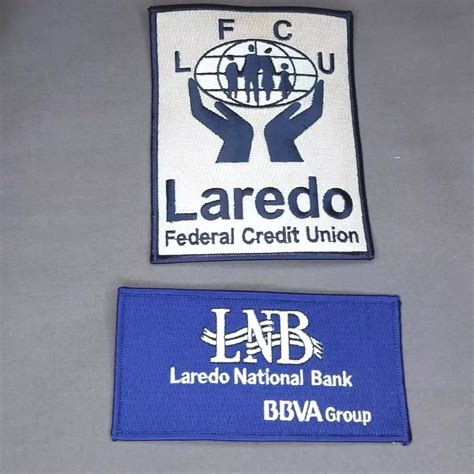 L F C U
Laredo
Federal Credit Union
LNB
Laredo National Bank
BBVA Group